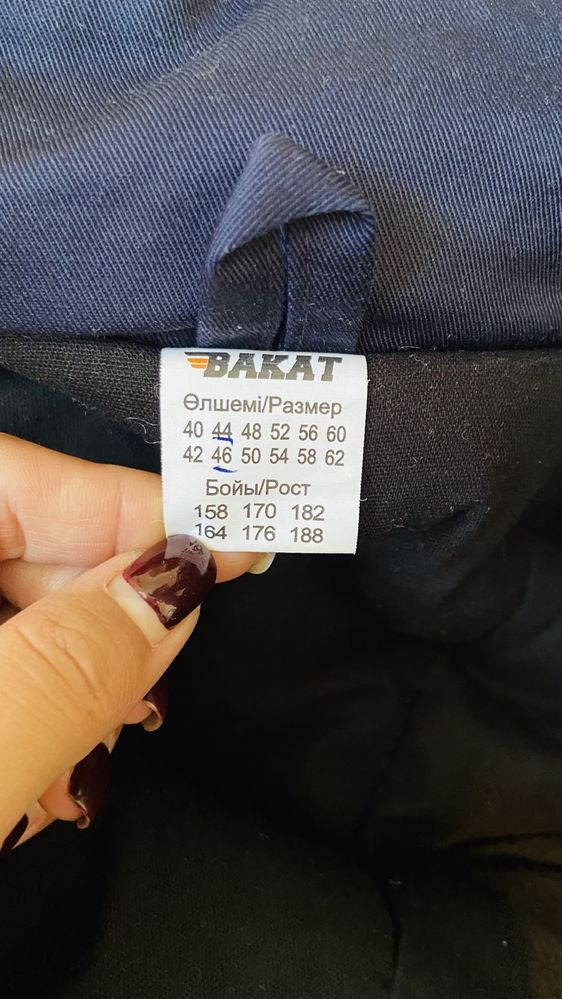 BAKAT
Өлшемі/Размер
40 44 48 52 56 60
42 46 50 54 58 62
Бойы/Рост
158 170 182
164 176 188